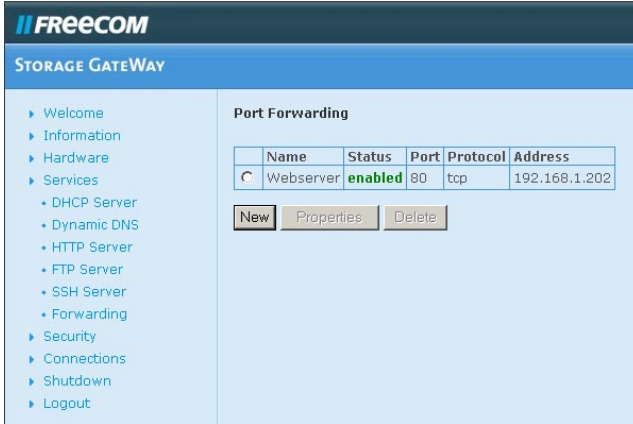 FREECOM
STORAGE GATEWAY
Welcome
Information
Hardware
Services
DHCP Server
Dynamic DNS
HTTP Server
FTP Server
SSH Server
Forwarding
Security
Connections
Shutdown
Logout
Port Forwarding
Name Status Port Protocol Address
Webserver enabled 80 tcp 192.168.1.202
New Properties Delete